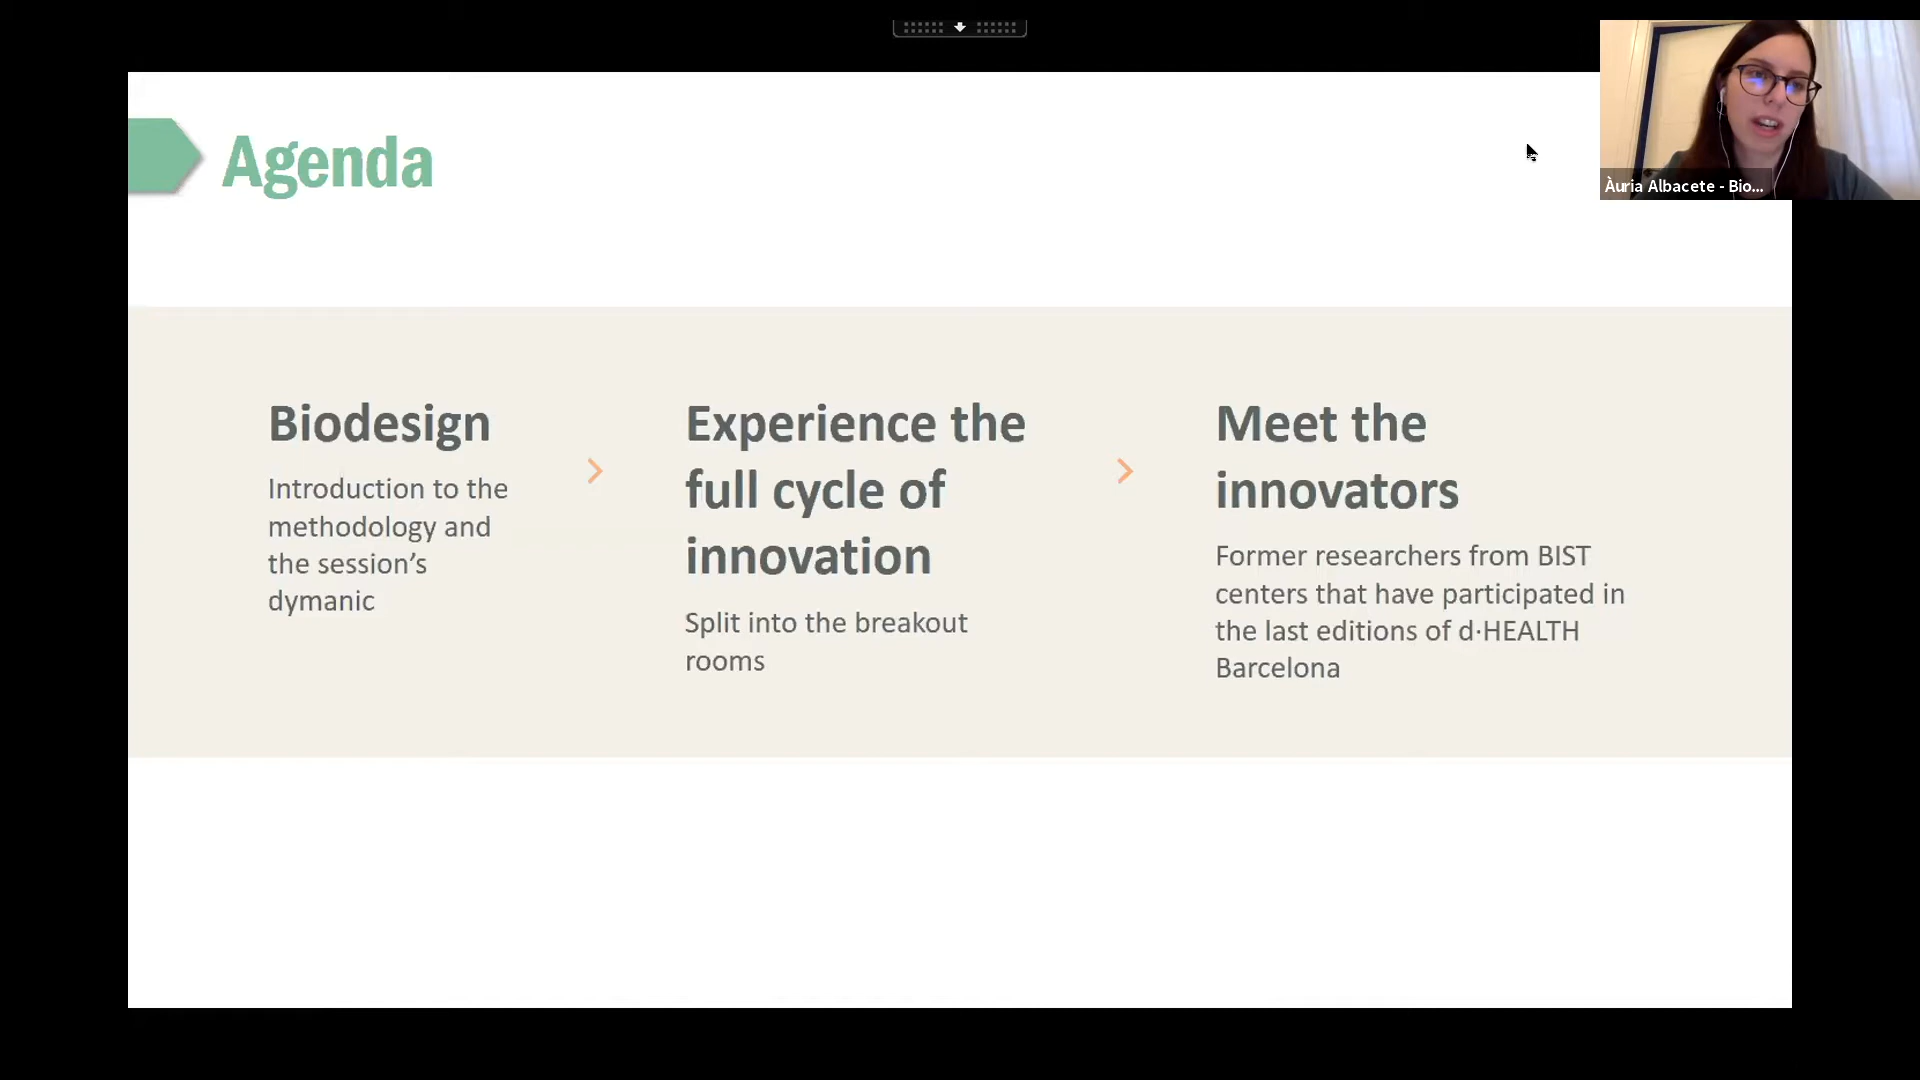 Agenda
Àuria Albacete - Bio...
Biodesign
Introduction to the
methodology and
the session’s
dymanic
Experience the
full cycle of
innovation
Split into the breakout
rooms
Meet the
innovators
Former researchers from BIST
centers that have participated in
the last editions of d·HEALTH
Barcelona